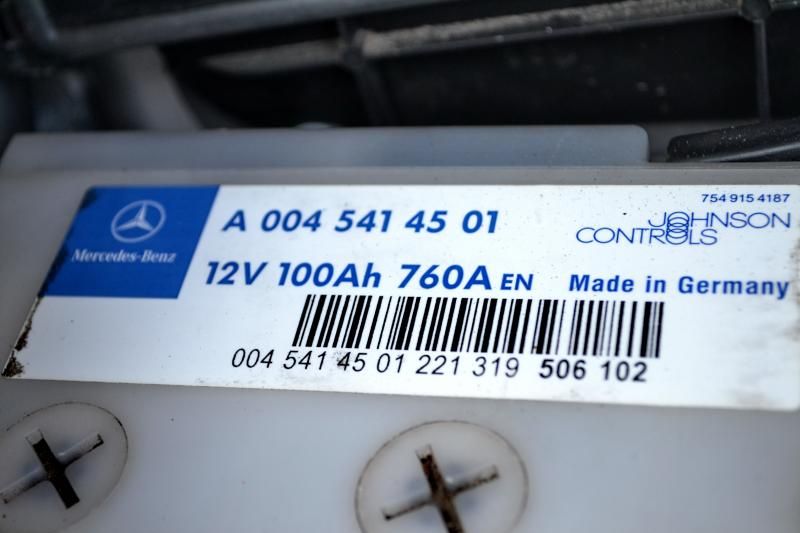 754 915 4187
A 004 541 45 01
JOHNSON
CONTROLS
Mercedes-Benz
12V 100Ah 760A EN Made in Germany
004 541 45 01 221 319 506 102